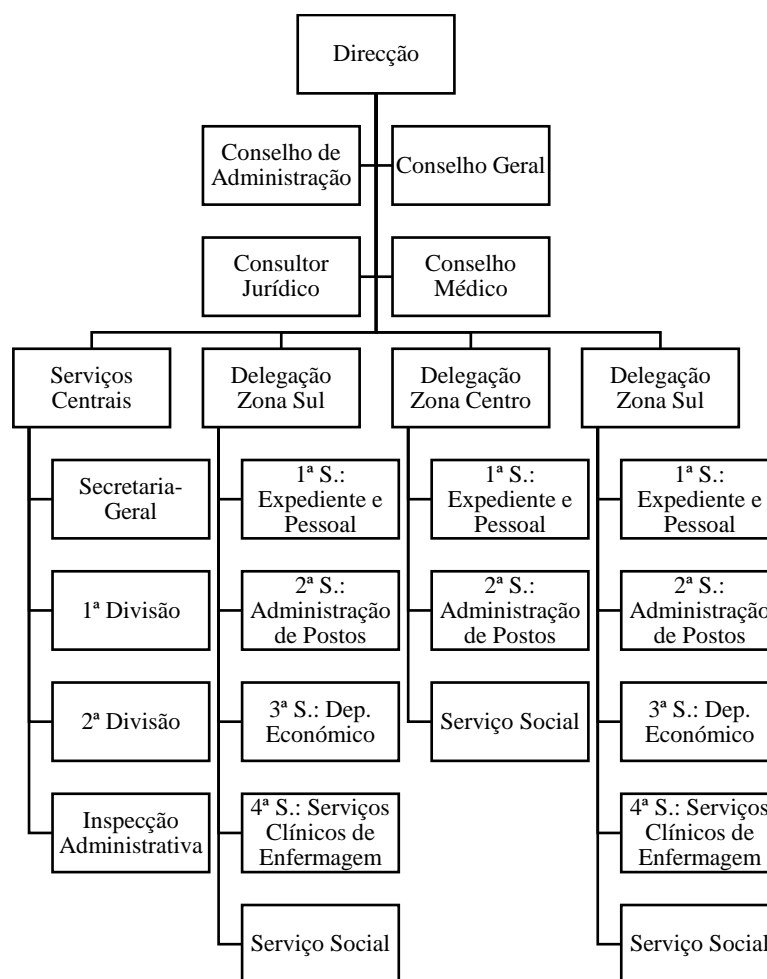 Direcção
Conselho de
Administração
Conselho Geral
Consultor
Jurídico
Conselho
Médico
Serviços
Centrais
Delegação
Zona Sul
Delegação
Zona Centro
Delegação
Zona Sul
Secretaria-
Geral
1ª S.:
Expediente e
Pessoal
1ª S.:
Expediente e
Pessoal
1ª S.:
Expediente e
Pessoal
1ª Divisão
2ª S.:
Administração
de Postos
2ª S.:
Administração
de Postos
2ª S.:
Administração
de Postos
2ª Divisão
3ª S.: Dep.
Económico
Serviço Social
3ª S.: Dep.
Económico
Inspecção
Administrativa
4ª S.: Serviços
Clínicos de
Enfermagem
4ª S.: Serviços
Clínicos de
Enfermagem
Serviço Social
Serviço Social